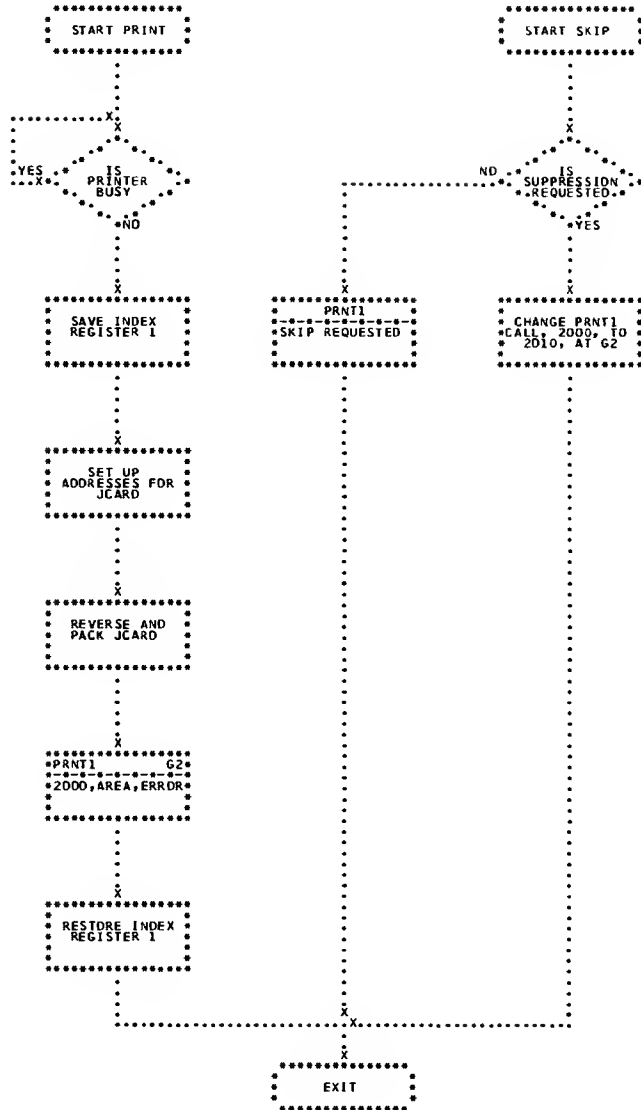 START PRINT
START SKIP
YES
IS
PRINTER
BUSY
NO
NO
IS
SUPPRESSION
REQUESTED
YES
SAVE INDEX
REGISTER 1
PRNT1
SKIP REQUESTED
CHANGE PRNT1
CALL, 2000, TO
2010, AT G2
SET UP
ADDRESSES FOR
JCARD
REVERSE AND
PACK JCARD
PRNT1 G2
2000,AREA,ERROR
RESTORE INDEX
REGISTER 1
EXIT